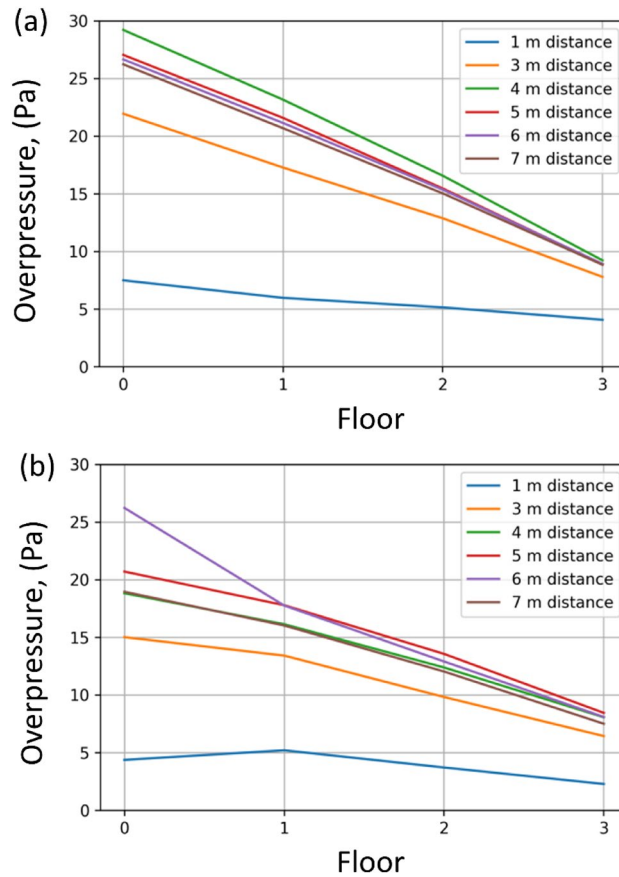 (a)
30
25
20
15
10
5
0
Overpressure, (Pa)
1 m distance
3 m distance
4 m distance
5 m distance
6 m distance
7 m distance
0 1 2 3
Floor
(b)
30
25
20
15
10
5
0
Overpressure, (Pa)
1 m distance
3 m distance
4 m distance
5 m distance
6 m distance
7 m distance
0 1 2 3
Floor